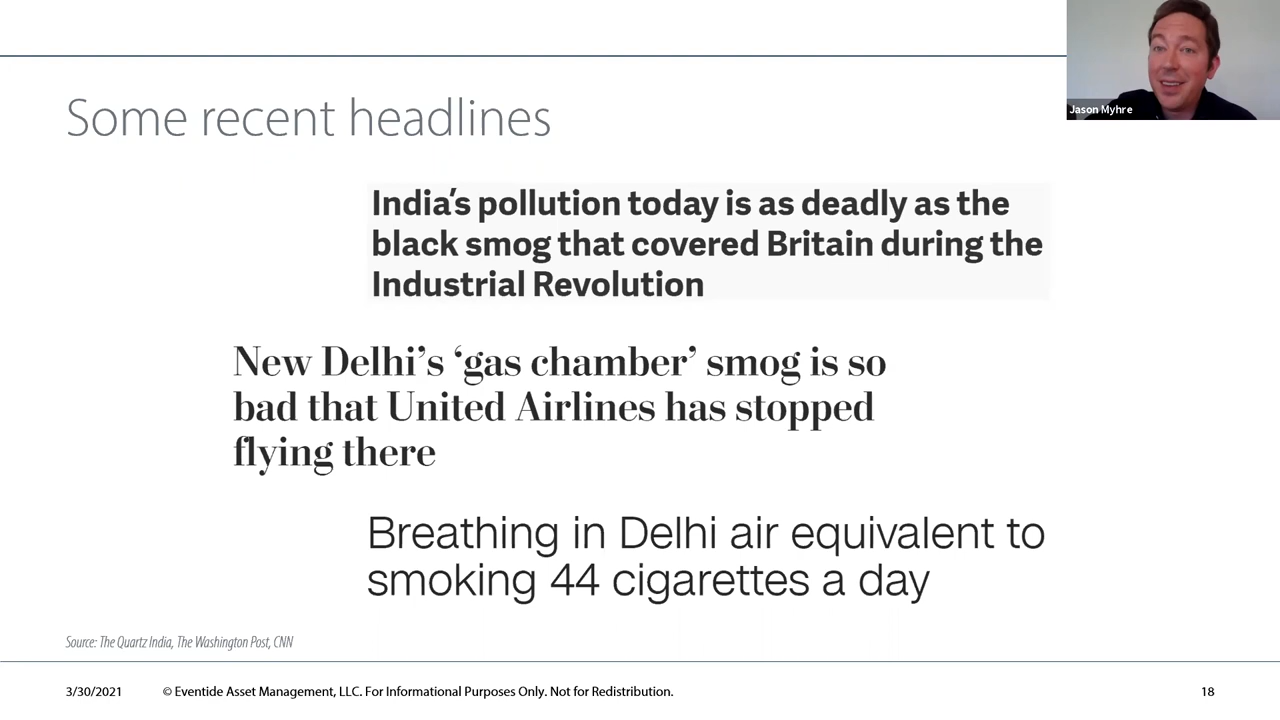 Jason Myhre
Some recent headlines
India’s pollution today is as deadly as the
black smog that covered Britain during the
Industrial Revolution
New Delhi’s ‘gas chamber’ smog is so
bad that United Airlines has stopped
flying there
Breathing in Delhi air equivalent to
smoking 44 cigarettes a day
Source: The Quartz India, The Washington Post, CNN
3/30/2021 © Eventide Asset Management, LLC. For Informational Purposes Only. Not for Redistribution. 18